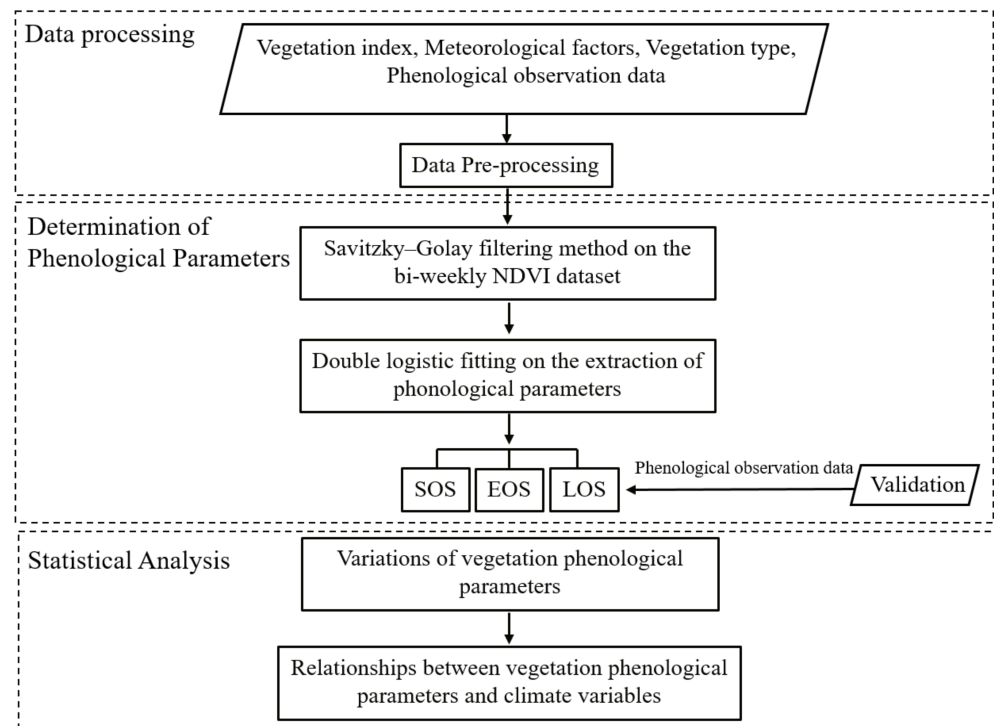 Data processing
Vegetation index, Meteorological factors, Vegetation type,
Phenological observation data
Data Pre-processing
Determination of
Phenological Parameters
Savitzky–Golay filtering method on the
bi-weekly NDVI dataset
Double logistic fitting on the extraction of
phonological parameters
SOS
EOS
LOS
Phenological observation data
Validation
Statistical Analysis
Variations of vegetation phenological
parameters
Relationships between vegetation phenological
parameters and climate variables